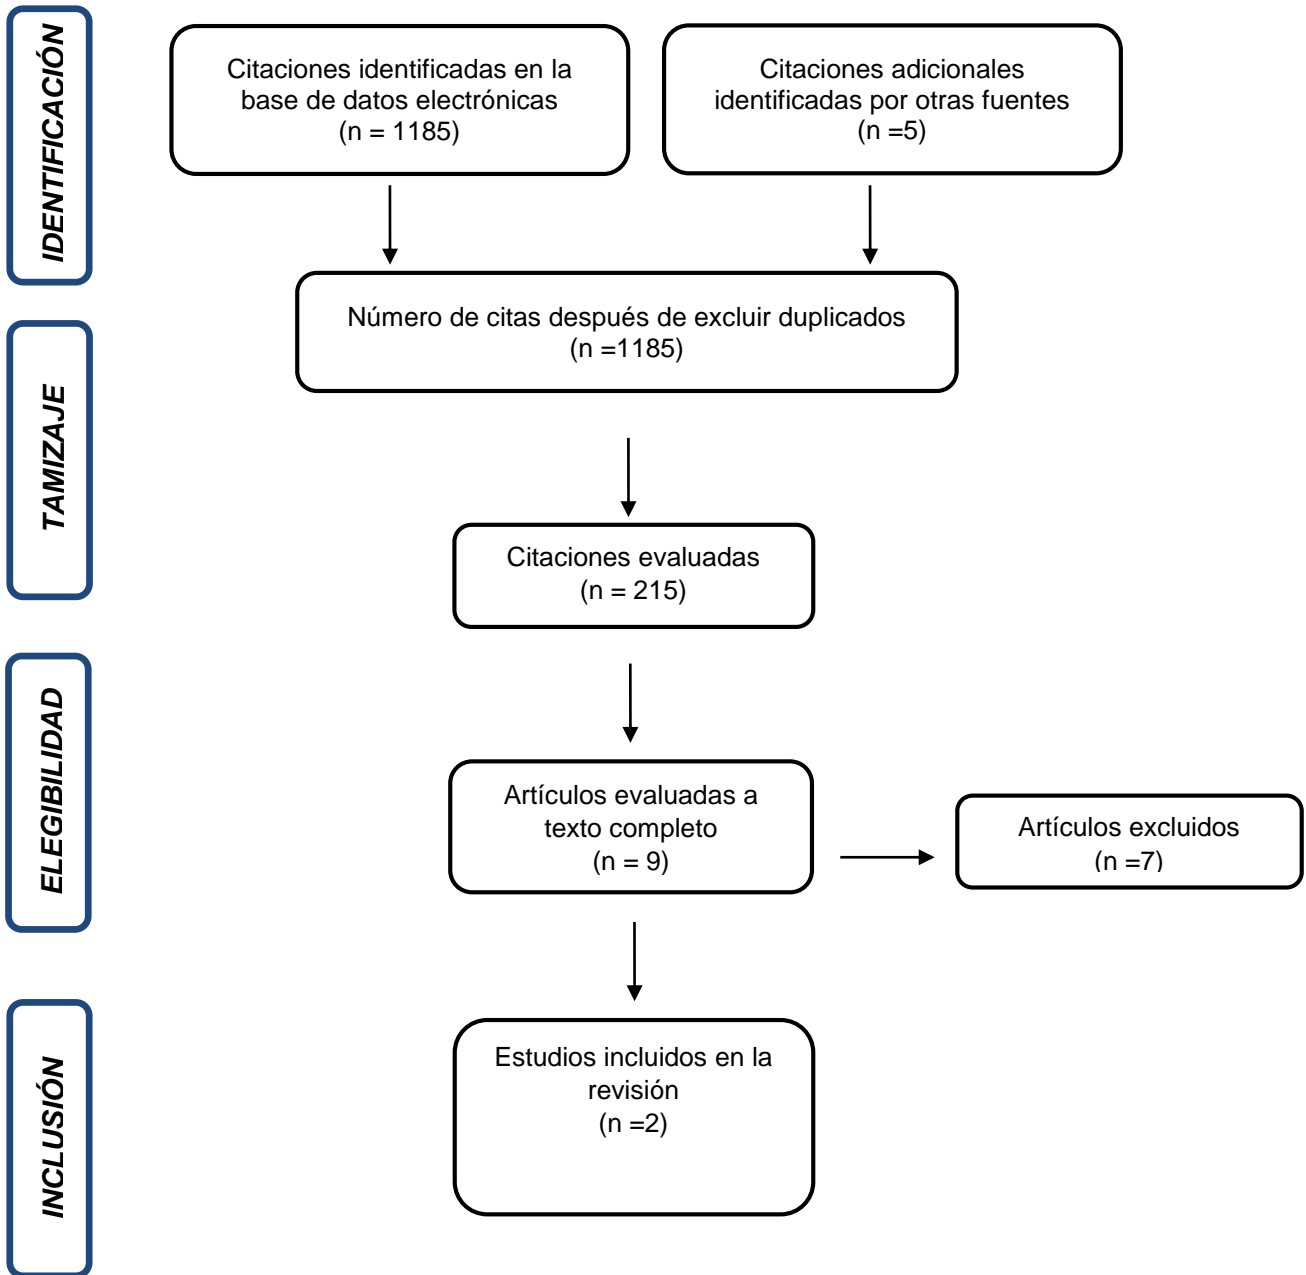 IDENTIFICACIÓN
Citaciones identificadas en la
base de datos electrónicas
(n = 1185)
Citaciones adicionales
identificadas por otras fuentes
(n =5)
Número de citas después de excluir duplicados
(n =1185)
TAMIZAJE
Citaciones evaluadas
(n = 215)
ELEGIBILIDAD
Artículos evaluadas a
texto completo
(n = 9)
Artículos excluidos
(n =7)
INCLUSIÓN
Estudios incluidos en la
revisión
(n =2)